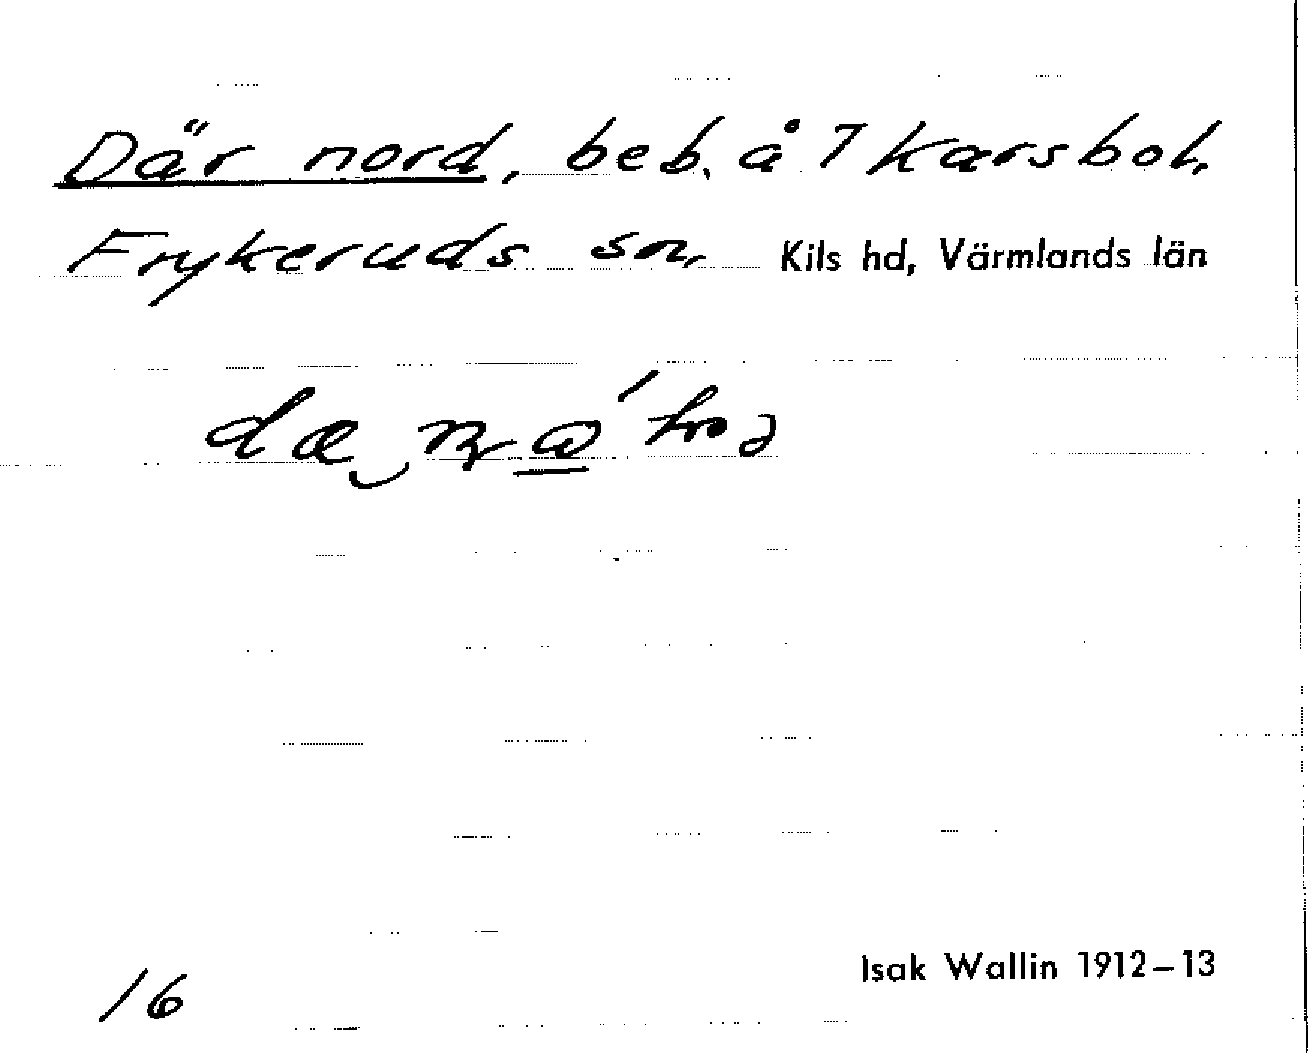 Där nord, beb. å 7 Karsbol,
Frykeruds sn, Kils hd, Värmlands län
Isak Wallin 1912–13
16